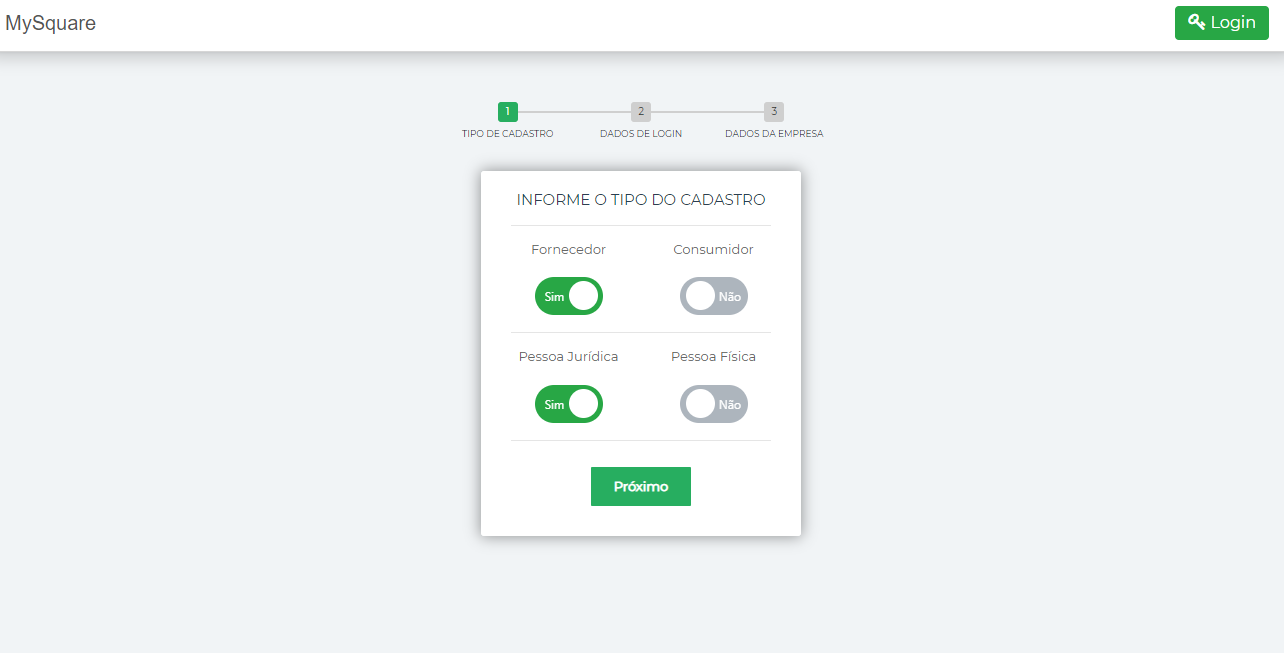 MySquare
Login
1 2 3
TIPO DE CADASTRO DADOS DE LOGIN DADOS DA EMPRESA
INFORME O TIPO DO CADASTRO
Fornecedor Consumidor
Sim Não
Pessoa Jurídica Pessoa Física
Sim Não
Próximo